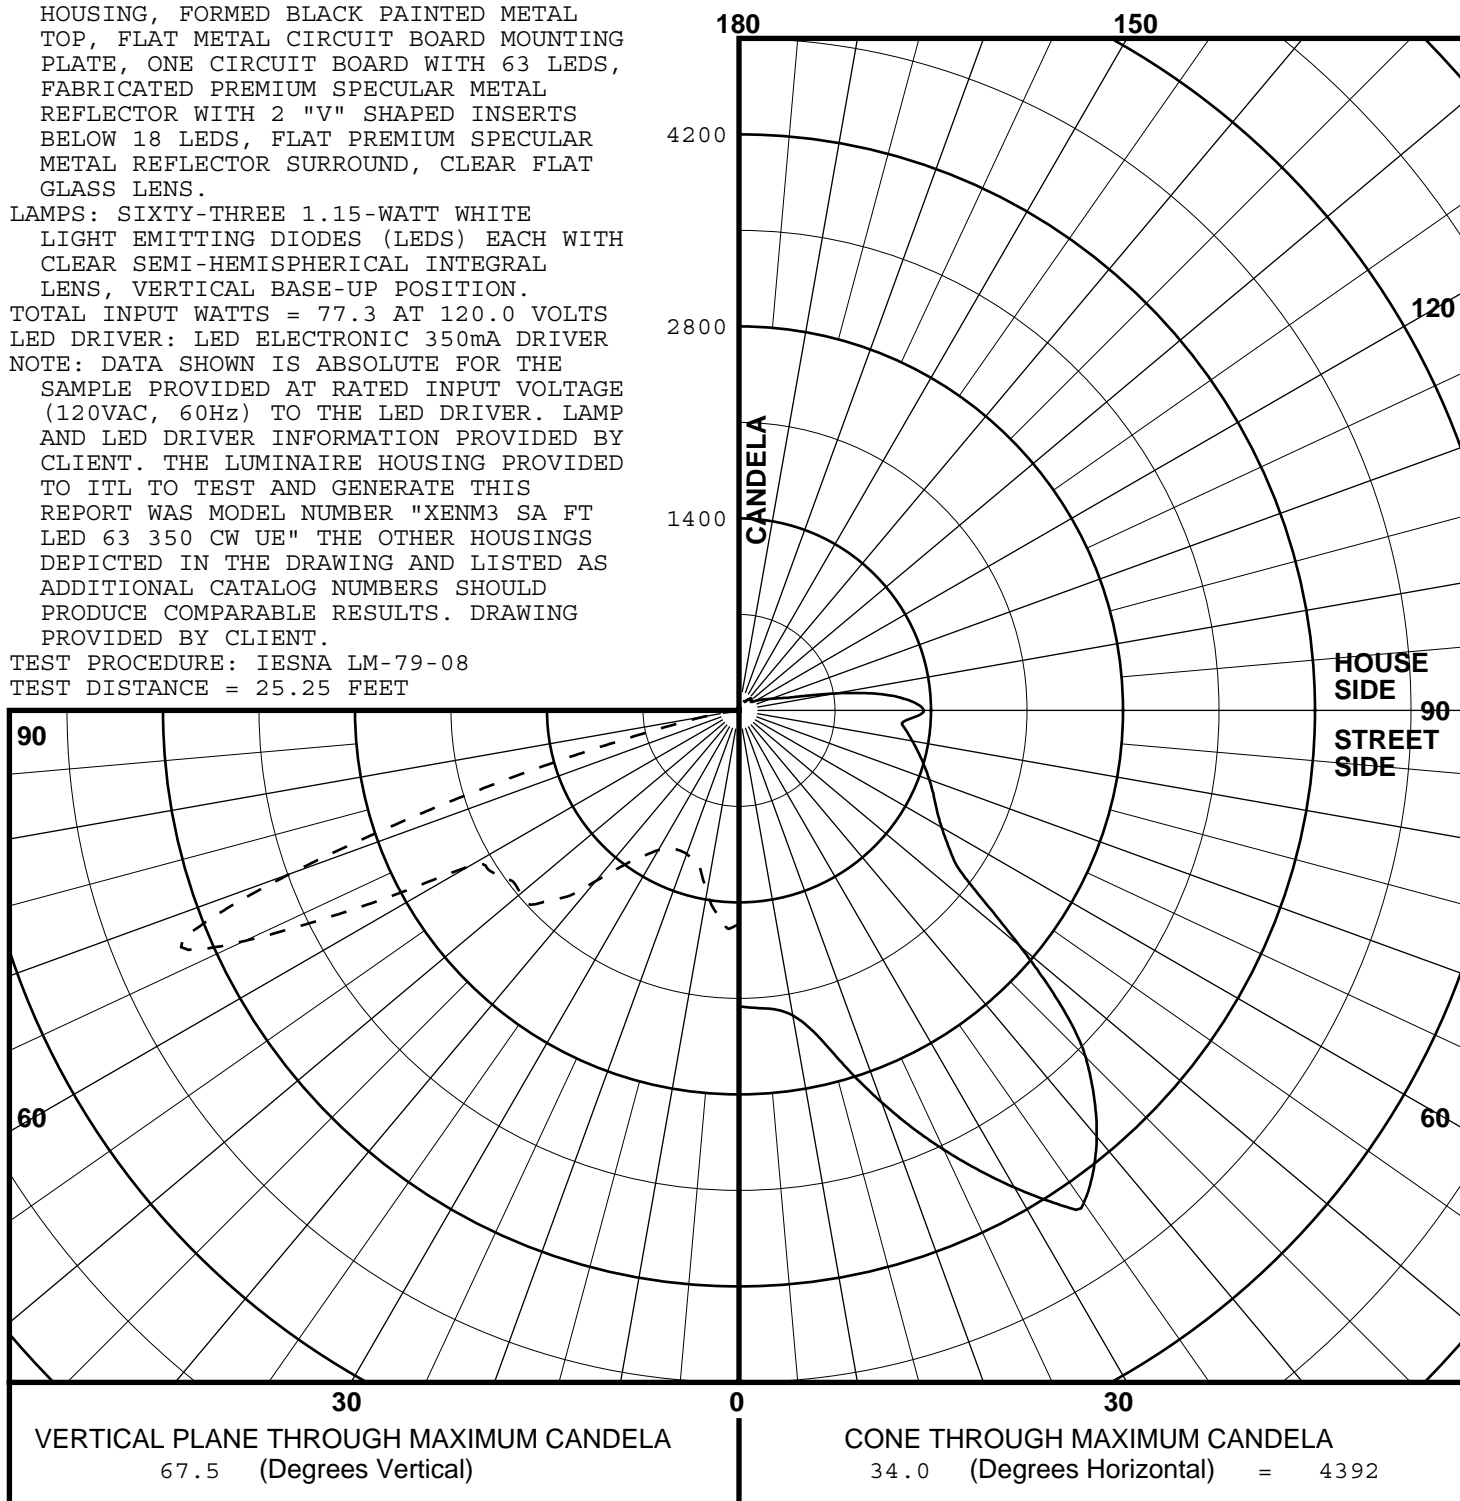 HOUSING, FORMED BLACK PAINTED METAL
TOP, FLAT METAL CIRCUIT BOARD MOUNTING
PLATE, ONE CIRCUIT BOARD WITH 63 LEDS,
FABRICATED PREMIUM SPECULAR METAL
REFLECTOR WITH 2 "V" SHAPED INSERTS
BELOW 18 LEDS, FLAT PREMIUM SPECULAR
METAL REFLECTOR SURROUND, CLEAR FLAT
GLASS LENS.
LAMPS: SIXTY-THREE 1.15-WATT WHITE
LIGHT EMITTING DIODES (LEDS) EACH WITH
CLEAR SEMI-HEMISPHERICAL INTEGRAL
LENS, VERTICAL BASE-UP POSITION.
TOTAL INPUT WATTS = 77.3 AT 120.0 VOLTS
LED DRIVER: LED ELECTRONIC 350mA DRIVER
NOTE: DATA SHOWN IS ABSOLUTE FOR THE
SAMPLE PROVIDED AT RATED INPUT VOLTAGE
(120VAC, 60Hz) TO THE LED DRIVER. LAMP
AND LED DRIVER INFORMATION PROVIDED BY
CLIENT. THE LUMINAIRE HOUSING PROVIDED
TO ITL TO TEST AND GENERATE THIS
REPORT WAS MODEL NUMBER "XENM3 SA FT
LED 63 350 CW UE" THE OTHER HOUSINGS
DEPICTED IN THE DRAWING AND LISTED AS
ADDITIONAL CATALOG NUMBERS SHOULD
PRODUCE COMPARABLE RESULTS. DRAWING
PROVIDED BY CLIENT.
TEST PROCEDURE: IESNA LM-79-08
TEST DISTANCE = 25.25 FEET
180
150
4200
120
2800
CANDELA
1400
HOUSE
SIDE
90
90
STREET
SIDE
60
60
30
0
30
VERTICAL PLANE THROUGH MAXIMUM CANDELA
67.5 (Degrees Vertical)
CONE THROUGH MAXIMUM CANDELA
34.0 (Degrees Horizontal) = 4392